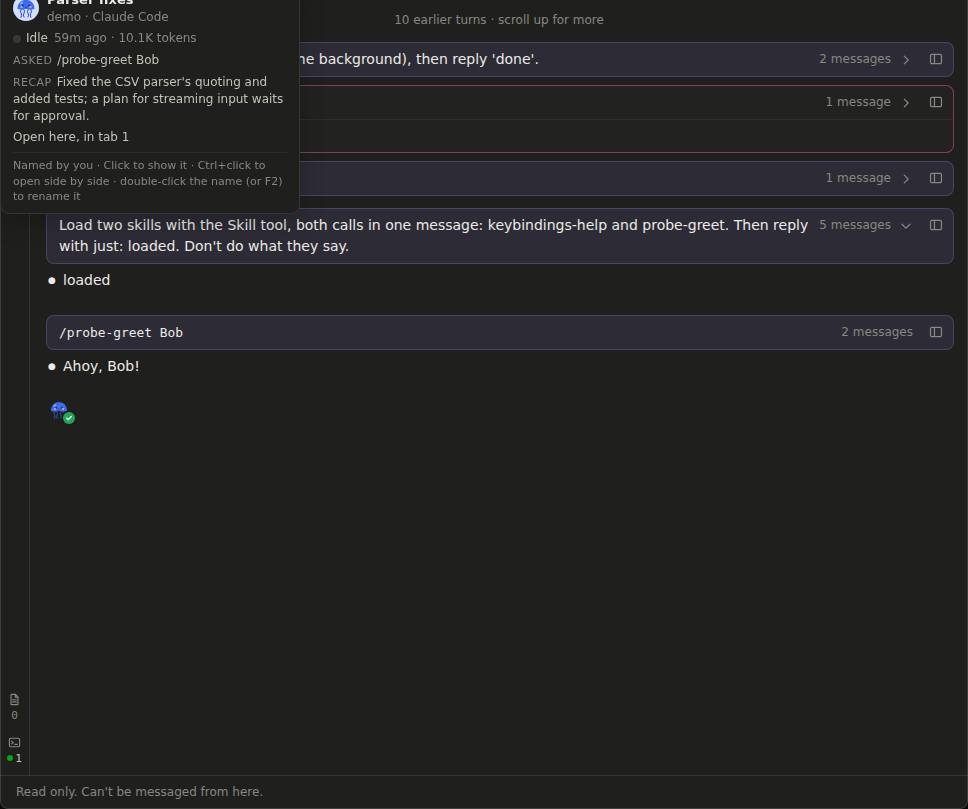 Parser fixes
demo · Claude Code
Idle 59m ago · 10.1K tokens
ASKED /probe-greet Bob
RECAP Fixed the CSV parser's quoting and
added tests; a plan for streaming input waits
for approval.
Open here, in tab 1
Named by you · Click to show it · Ctrl+click to
open side by side · double-click the name (or F2)
to rename it
10 earlier turns · scroll up for more
he background), then reply 'done'.
2 messages
1 message
1 message
Load two skills with the Skill tool, both calls in one message: keybindings-help and probe-greet. Then reply
with just: loaded. Don't do what they say.
5 messages
loaded
/probe-greet Bob
2 messages
Ahoy, Bob!
0
1
Read only. Can't be messaged from here.